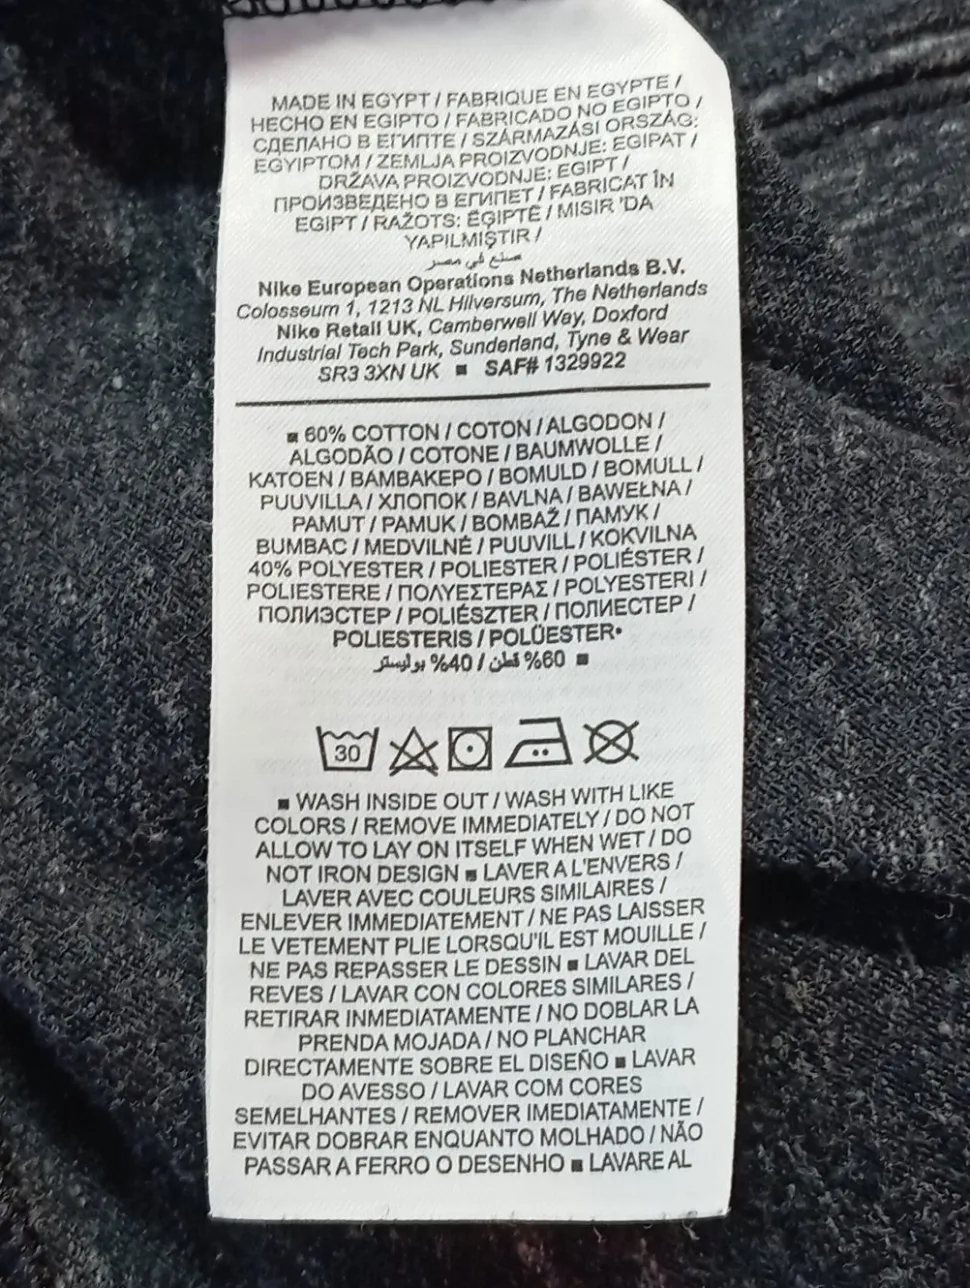 MADE IN EGYPT / FABRIQUE EN EGYPTE /
HECHO EN EGIPTO / FABRICADO NO EGIPTO /
СДЕЛАНО В ЕГИПТЕ / SZÁRMAZÁSI ORSZÁG:
EGYIPTOM / ZEMLJA PROIZVODNJE: EGIPAT /
DRŽAVA PROIZVODNJE: EGIPT /
ПРОИЗВЕДЕНО В ЕГИПЕТ / FABRICAT ÎN
EGIPT / RAŽOTS: ĒĢIPTĒ / MISIR 'DA
YAPILMIŞTIR /
صنع في مصر
Nike European Operations Netherlands B.V.
Colosseum 1, 1213 NL Hilversum, The Netherlands
Nike Retail UK, Camberwell Way, Doxford
Industrial Tech Park, Sunderland, Tyne & Wear
SR3 3XN UK ■ SAF# 1329922
■ 60% COTTON / COTON / ALGODON /
ALGODÃO / COTONE / BAUMWOLLE /
KATOEN / ΒΑΜΒΑΚΕΡΟ / BOMULD / BOMULL /
PUUVILLA / ХЛОПОК / BAVLNA / BAWEŁNA /
PAMUT / PAMUK / BOMBAŽ / ПАМУК /
BUMBAC / MEDVILNĖ / PUUVILL / KOKVILNA
40% POLYESTER / POLIESTER / POLIÉSTER /
POLIESTERE / ΠΟΛΥΕΣΤΕΡΑΣ / POLYESTERI /
ПОЛИЭСТЕР / POLIÉSZTER / ПОЛИЕСТЕР /
POLIESTERIS / POLÜESTER•
■ 60% قطن / 40% بوليستر
30
■ WASH INSIDE OUT / WASH WITH LIKE
COLORS / REMOVE IMMEDIATELY / DO NOT
ALLOW TO LAY ON ITSELF WHEN WET / DO
NOT IRON DESIGN ■ LAVER A L'ENVERS /
LAVER AVEC COULEURS SIMILAIRES /
ENLEVER IMMEDIATEMENT / NE PAS LAISSER
LE VETEMENT PLIE LORSQU'IL EST MOUILLE /
NE PAS REPASSER LE DESSIN ■ LAVAR DEL
REVES / LAVAR CON COLORES SIMILARES /
RETIRAR INMEDIATAMENTE / NO DOBLAR LA
PRENDA MOJADA / NO PLANCHAR
DIRECTAMENTE SOBRE EL DISEÑO ■ LAVAR
DO AVESSO / LAVAR COM CORES
SEMELHANTES / REMOVER IMEDIATAMENTE /
EVITAR DOBRAR ENQUANTO MOLHADO / NÃO
PASSAR A FERRO O DESENHO ■ LAVARE AL